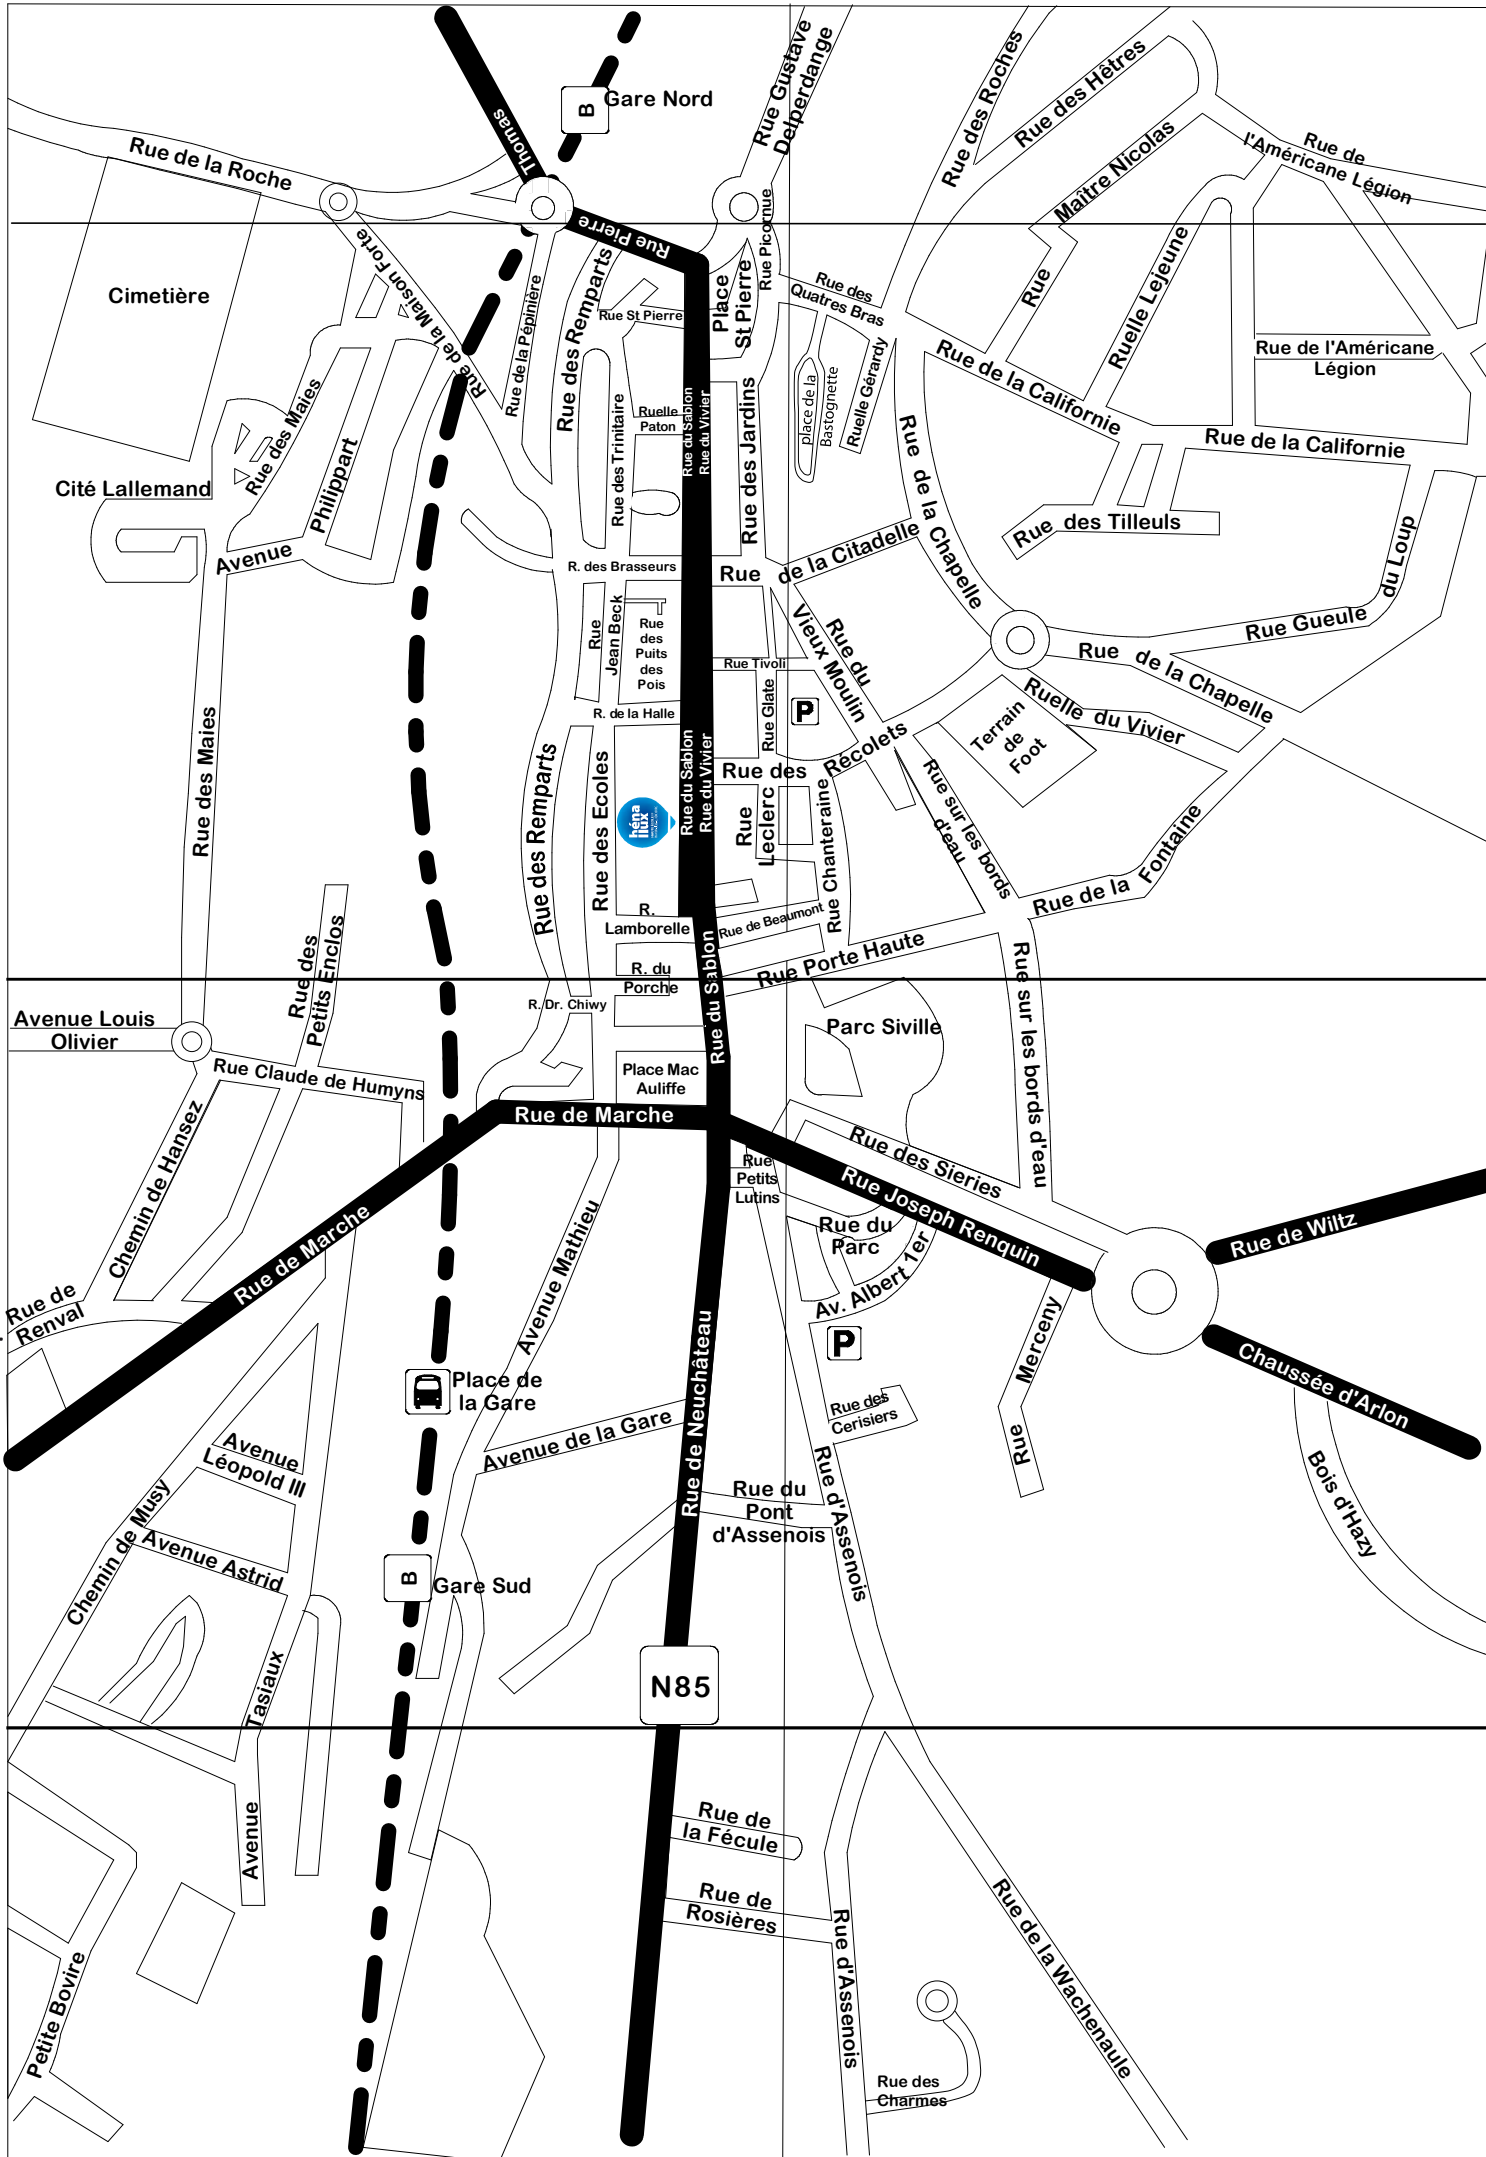 Thomas
B
Gare Nord
Rue Gustave
Delperdange
Rue des Roches
Rue des Hêtres
Maître Nicolas
Rue
Rue de
l'Américane Légion
Rue de la Roche
Rue Pierre
Rue Picornue
Cimetière
Rue de la Maison Forte
Rue de la
Rue de la Pépinière
Rue des Remparts
Rue St Pierre
Place
St Pierre
Rue des
Quatres Bras
Ruelle Gérardy
place de la
Bastognette
Ruelle Lejeune
Rue de l'Américane
Légion
Rue de la Californie
Rue de la Californie
Rue des Maies
Philippart
Avenue
Cité Lallemand
Rue des Trinitaire
Ruelle
Paton
Rue du Sablon
Rue du Vivier
Rue des Jardins
Rue de la Chapelle
Rue des Tilleuls
Rue Gueule
du Loup
R. des Brasseurs
Rue de la Citadelle
Rue
Jean Beck
Rue
des
Puits
des
Pois
Rue du
Vieux Moulin
Rue Tivoli
Rue Glate
P
R. de la Halle
Rue de la Chapelle
Ruelle du Vivier
Terrain
de
Foot
Rue des Maies
Rue des Remparts
Rue des Ecoles
héna
llux
Rue du Sablon
Rue du Vivier
Rue des Récolets
Rue
Leclerc
Rue Chanteraine
Rue sur les bords
d'eau
Rue de la Fontaine
Rue des
Petits Enclos
R.
Lamborelle
Rue de Beaumont
Rue Porte Haute
R. du
Porche
R. Dr. Chiwy
Rue du Sablon
Avenue Louis
Olivier
Rue Claude de Humyns
Parc Siville
Rue sur les bords d'eau
Place Mac
Auliffe
Rue de Marche
Chemin de Hansez
Rue des Sieries
Rue
Petits
Lutins
Rue Joseph Renquin
Rue du
Parc
Av. Albert 1er
Rue de Wiltz
Rue de Marche
Rue de
Renval
Avenue Mathieu
P
Rue Merceny
Chaussée d'Arlon
Place de
la Gare
Rue de Neuchâteau
Rue des
Cerisiers
Avenue de la Gare
Avenue
Léopold III
Rue du
Pont
d'Assenois
Rue d'Assenois
Bois d'Hazy
Chemin de Musy
Avenue Astrid
B
Gare Sud
Avenue Tasiaux
N85
Rue de
la Fécule
Rue de
Rosières
Rue d'Assenois
Rue de la Wachenaule
Petite Bovire
Rue des
Charmes